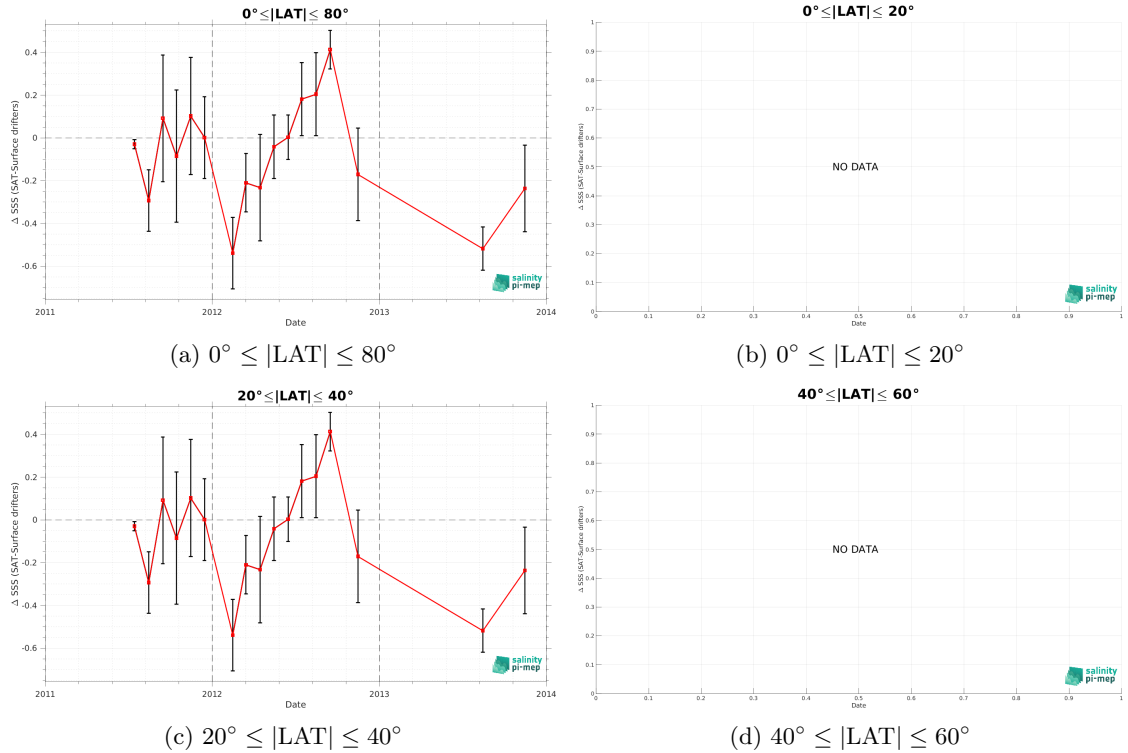 0°≤|LAT|≤ 80°
Δ SSS (SAT-Surface drifters)
0.4
0.2
0
-0.2
-0.4
-0.6
2011 2012 2013 2014
Date
salinity
pi-mep
(a) 0° ≤ |LAT| ≤ 80°
0°≤|LAT|≤ 20°
Δ SSS (SAT-Surface drifters)
1
0.9
0.8
0.7
0.6
0.5
0.4
0.3
0.2
0.1
0
NO DATA
0 0.1 0.2 0.3 0.4 0.5 0.6 0.7 0.8 0.9 1
Date
salinity
pi-mep
(b) 0° ≤ |LAT| ≤ 20°
20°≤|LAT|≤ 40°
Δ SSS (SAT-Surface drifters)
0.4
0.2
0
-0.2
-0.4
-0.6
2011 2012 2013 2014
Date
salinity
pi-mep
(c) 20° ≤ |LAT| ≤ 40°
40°≤|LAT|≤ 60°
Δ SSS (SAT-Surface drifters)
1
0.9
0.8
0.7
0.6
0.5
0.4
0.3
0.2
0.1
0
NO DATA
0 0.1 0.2 0.3 0.4 0.5 0.6 0.7 0.8 0.9 1
Date
salinity
pi-mep
(d) 40° ≤ |LAT| ≤ 60°